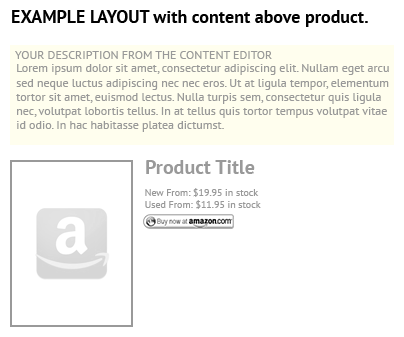 EXAMPLE LAYOUT with content above product.
YOUR DESCRIPTION FROM THE CONTENT EDITOR
Lorem ipsum dolor sit amet, consectetur adipiscing elit. Nullam eget arcu
sed neque luctus adipiscing nec nec eros. Ut at ligula tempor, elementum
tortor sit amet, euismod lectus. Nulla turpis sem, consectetur quis ligula
nec, volutpat lobortis tellus. In at tellus quis tortor tempus volutpat vitae
id odio. In hac habitasse platea dictumst.
Product Title
New From: $19.95 in stock
Used From: $11.95 in stock
a
Buy now at amazon.com